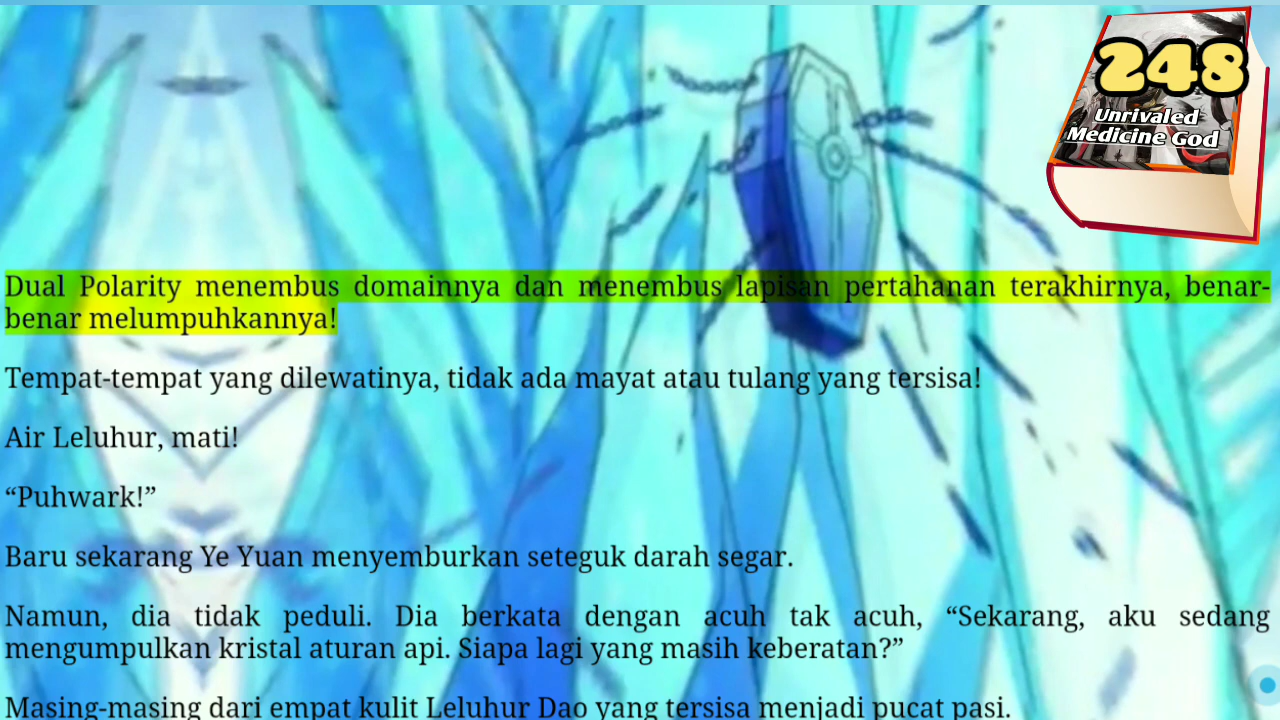 248
Unrivaled
Medicine God
Dual Polarity menembus domainnya dan menembus lapisan pertahanan terakhirnya, benar-
benar melumpuhkannya!
Tempat-tempat yang dilewatinya, tidak ada mayat atau tulang yang tersisa!
Air Leluhur, mati!
“Puhwark!”
Baru sekarang Ye Yuan menyemburkan seteguk darah segar.
Namun, dia tidak peduli. Dia berkata dengan acuh tak acuh, “Sekarang, aku sedang
mengumpulkan kristal aturan api. Siapa lagi yang masih keberatan?”
Masing-masing dari empat kulit Leluhur Dao yang tersisa menjadi pucat pasi.